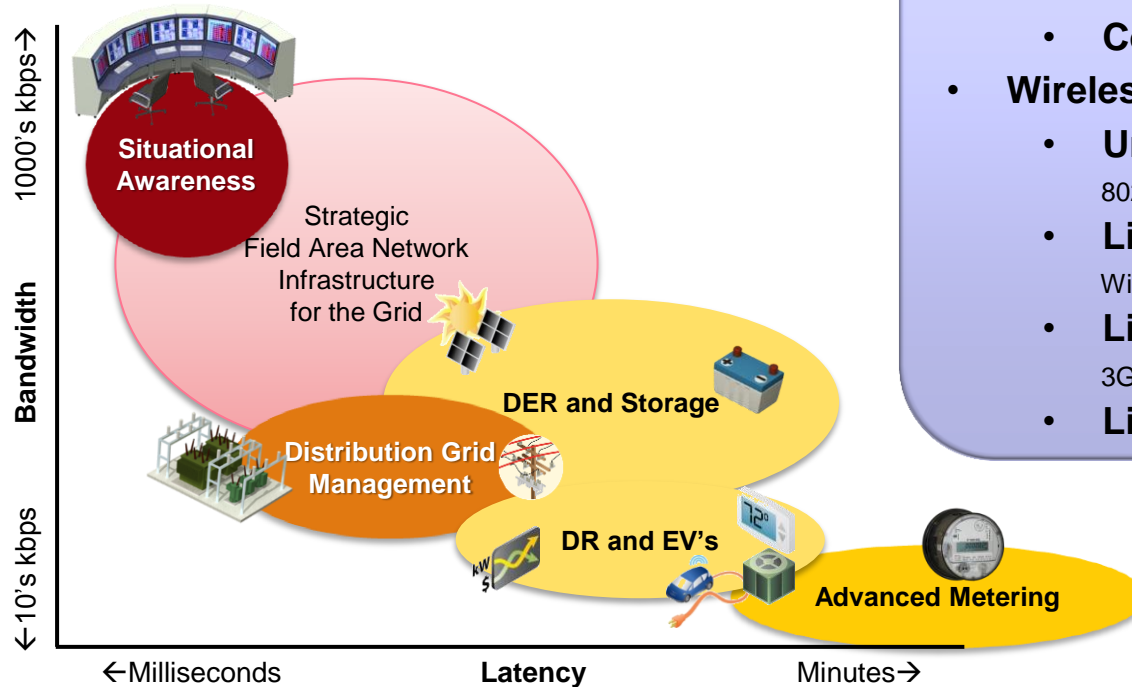 1000's kbps→
Bandwidth
←10's kbps
Situational
Awareness
Strategic
Field Area Network
Infrastructure
for the Grid
DER and Storage
Distribution Grid
Management
72°
DR and EV's
kW
$
Advanced Metering
←Milliseconds
Latency
Minutes→
•
• Wireles
•
•
•
3G
•